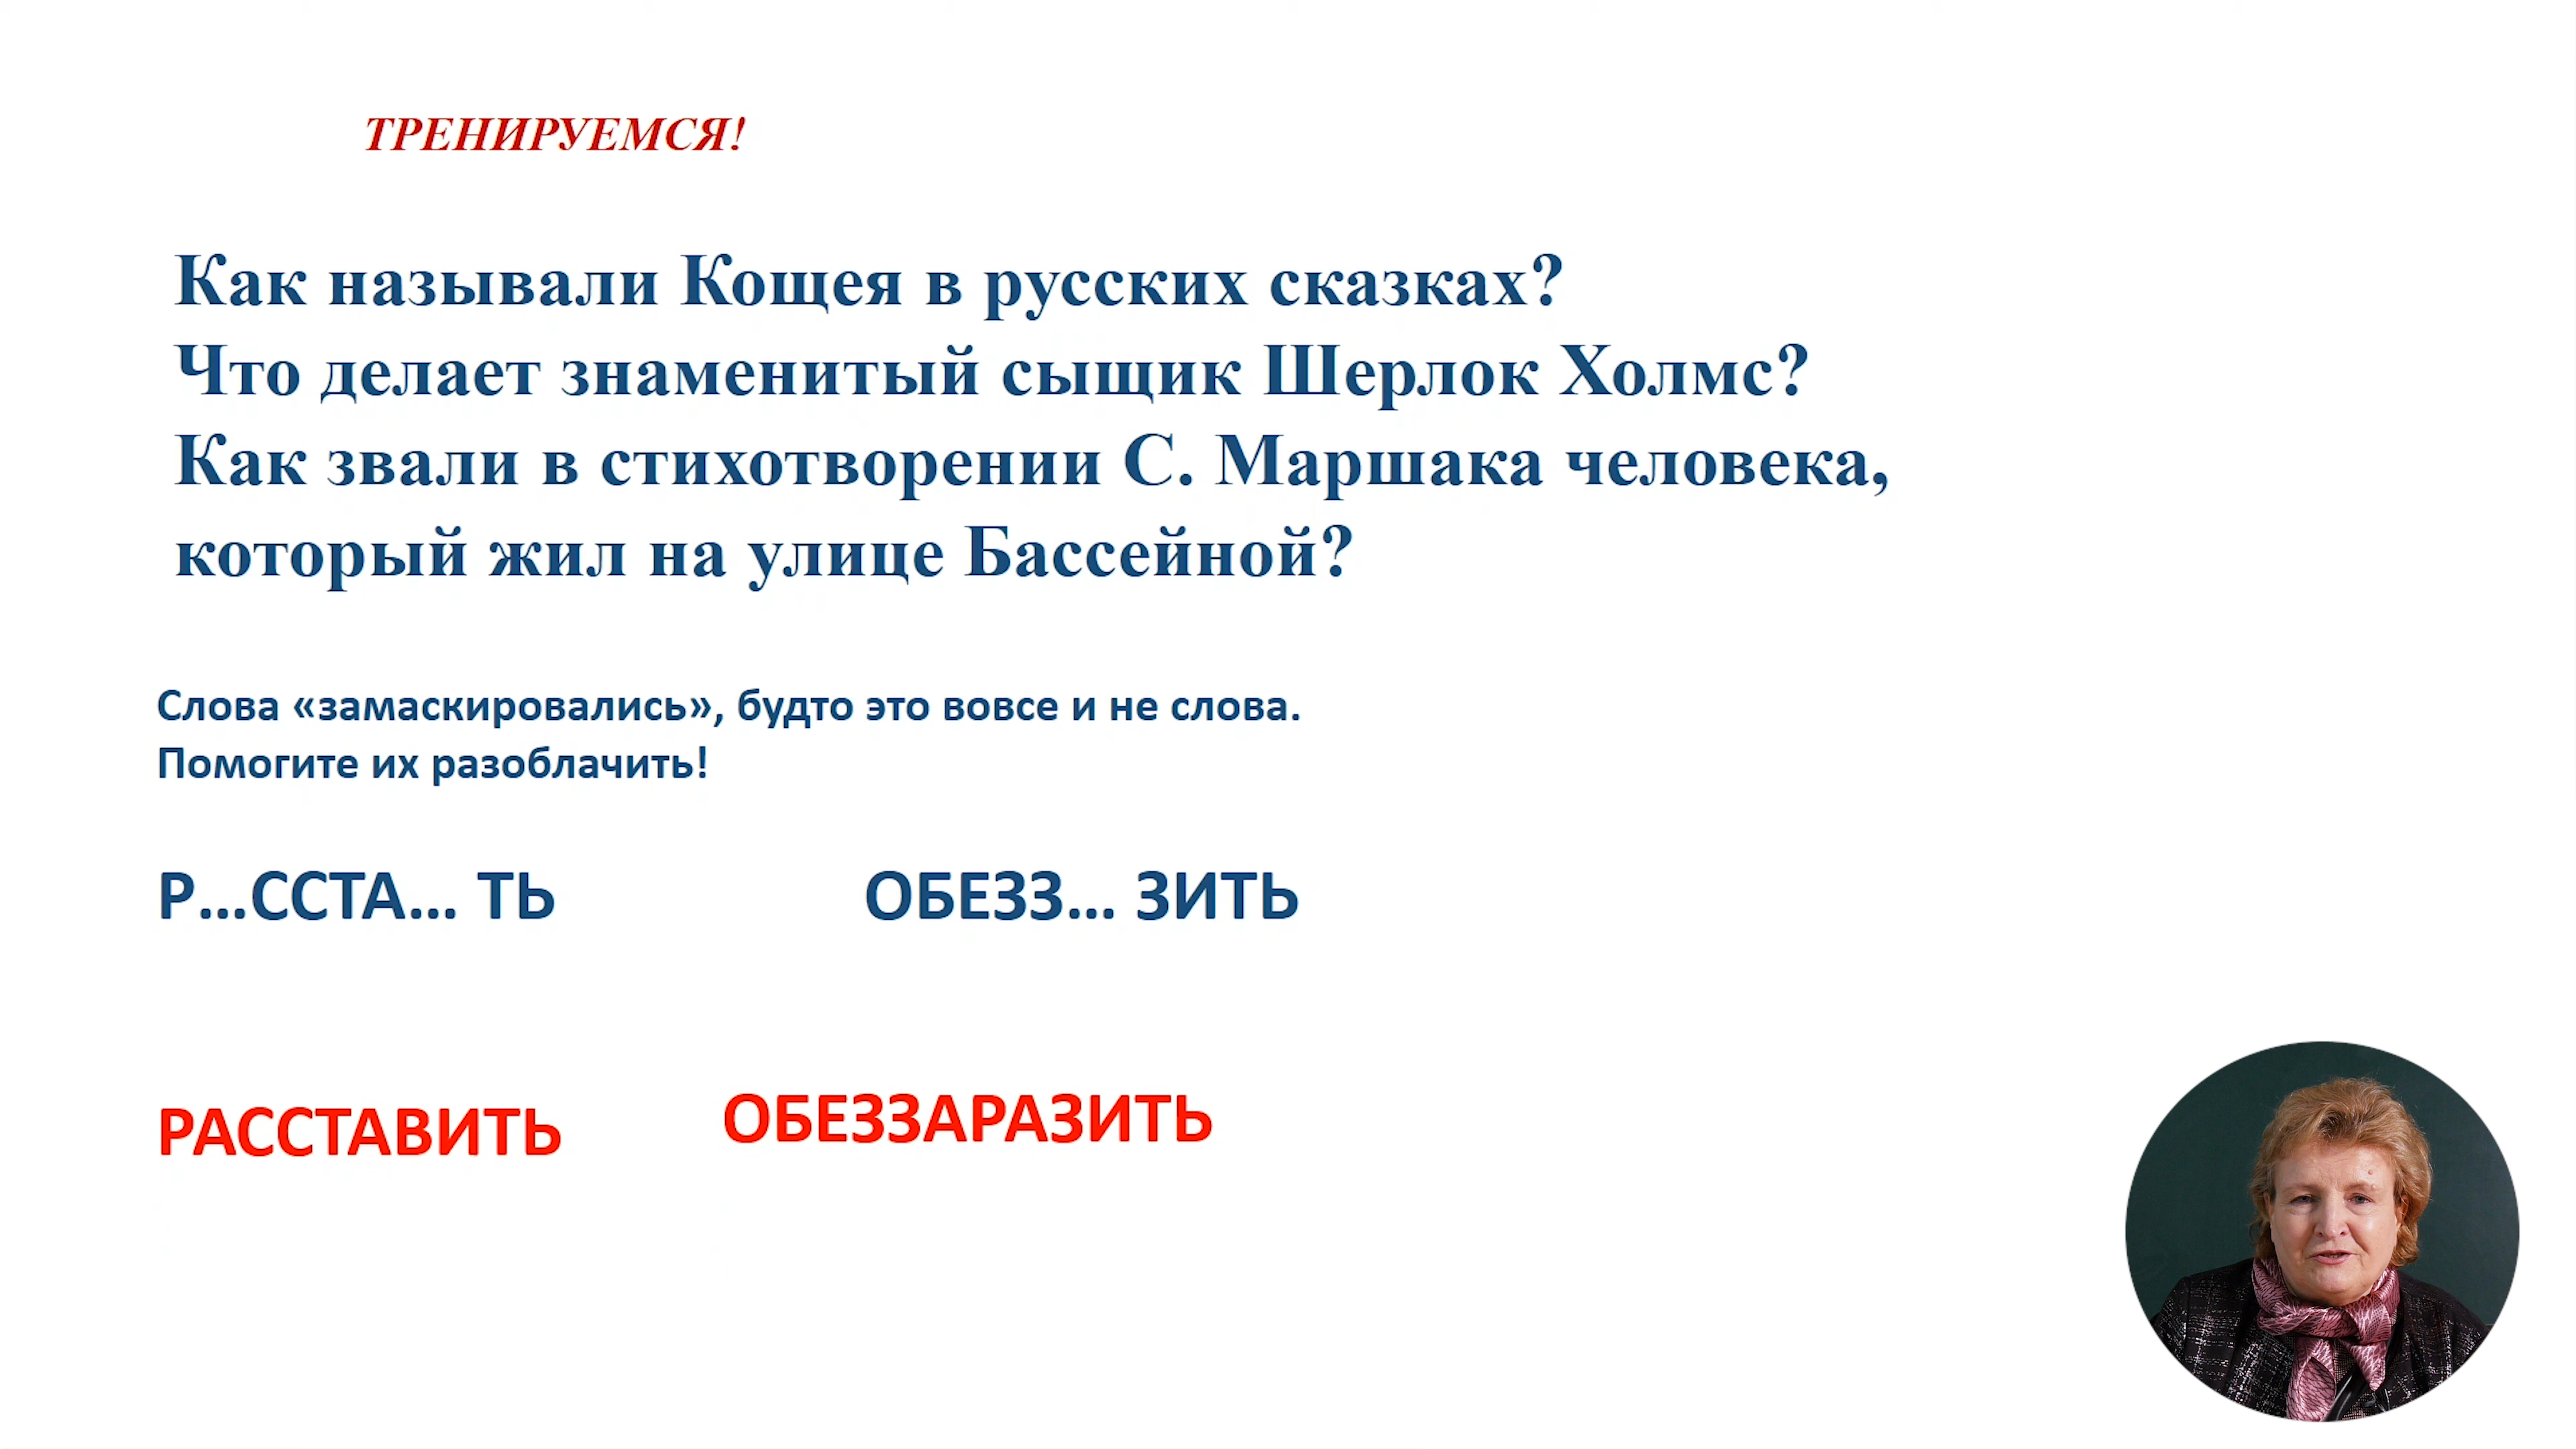 ТРЕНИРУЕМСЯ!
Как называли Кощея в русских сказках?
Что делает знаменитый сыщик Шерлок Холмс?
Как звали в стихотворении С. Маршака человека,
который жил на улице Бассейной?
Слова «замаскировались», будто это вовсе и не слова.
Помогите их разоблачить!
Р...ССТА... ТЬ ОБЕЗЗ... ЗИТЬ
РАССТАВИТЬ ОБЕЗЗАРАЗИТЬ